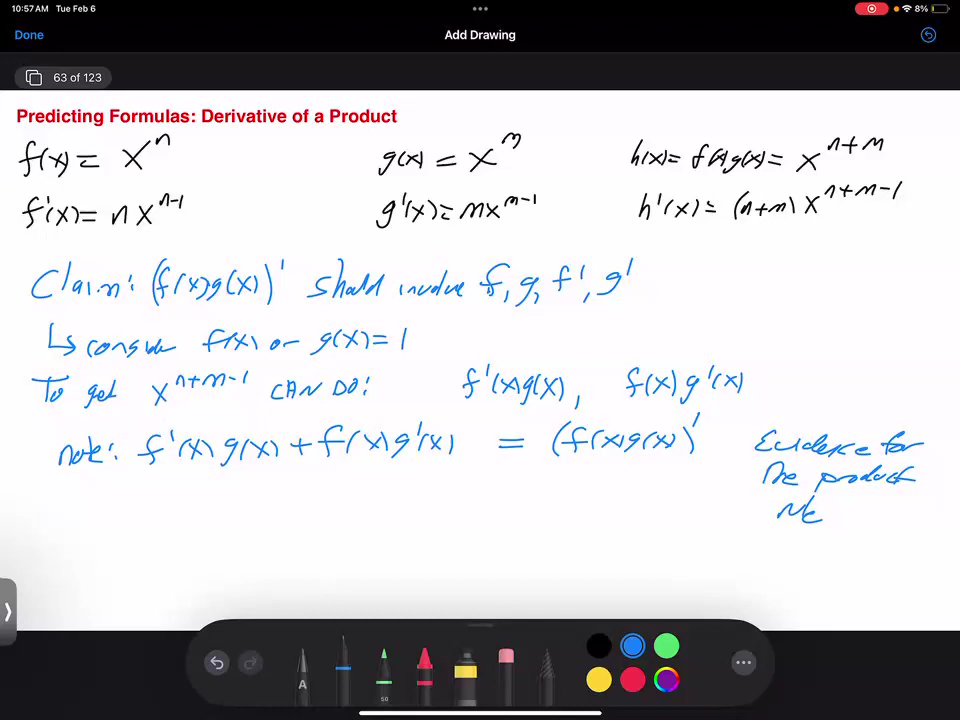 10:57 AM Tue Feb 6
8%
Done
Add Drawing
63 of 123
Predicting Formulas: Derivative of a Product
f(x) = x^n
g(x) = x^m
h(x) = f(x)g(x) = x^{n+m}
f'(x) = nx^{n-1}
g'(x) = mx^{m-1}
h'(x) = (n+m)x^{n+m-1}
Claim: (f(x)g(x))' should involve f, g, f', g'
↳ consider f(x) or g(x) = 1
To get x^{n+m-1} CAN DO: f'(x)g(x), f(x)g'(x)
note: f'(x)g(x) + f(x)g'(x) = (f(x)g(x))'
Evidence for
the product
rule
A
50